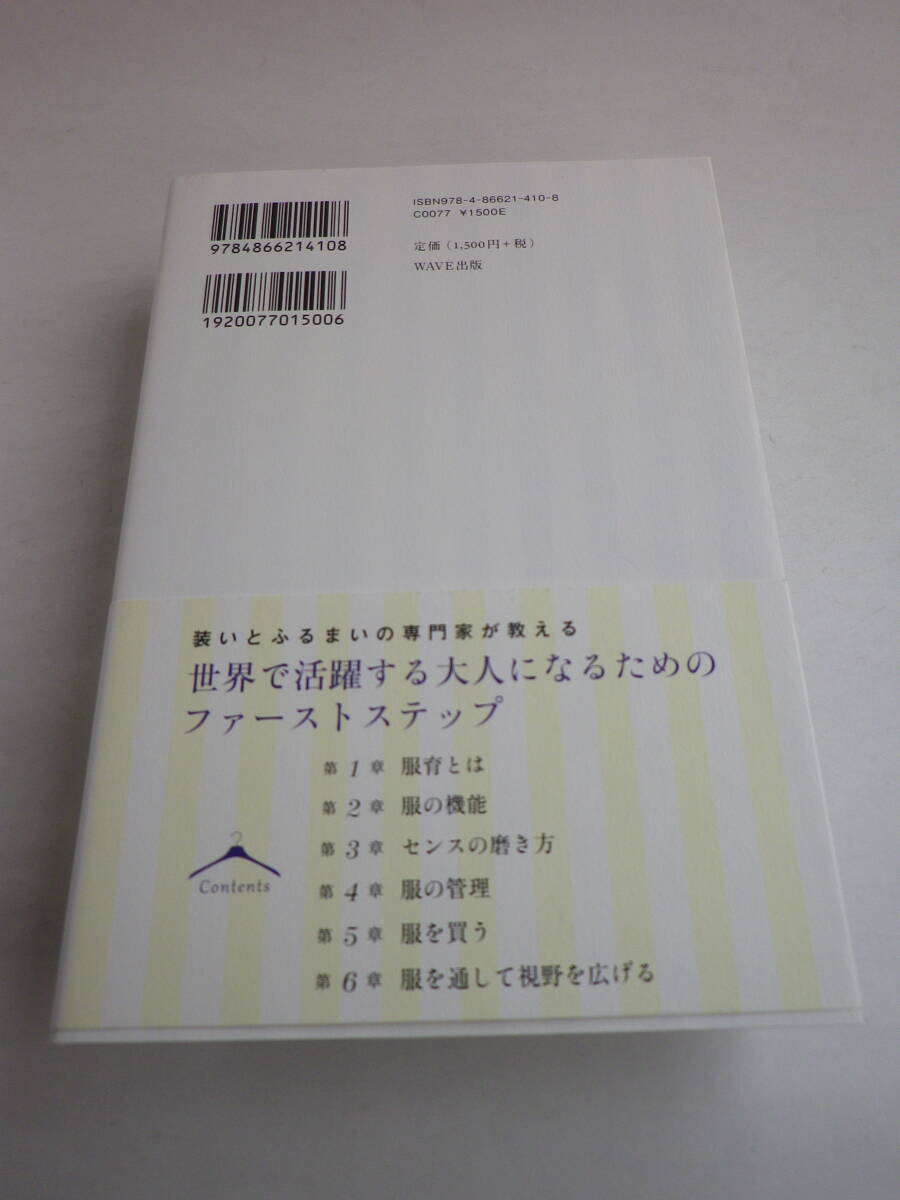 9784866214108
1920077015006
ISBN978-4-86621-410-8
C0077 ¥1500E
定価(1,500円+税)
WAVE出版
装いとふるまいの専門家が教える
世界で活躍する大人になるための
ファーストステップ
Contents
第1章 服育とは
第2章 服の機能
第3章 センスの磨き方
第4章 服の管理
第5章 服を買う
第6章 服を通して視野を広げる